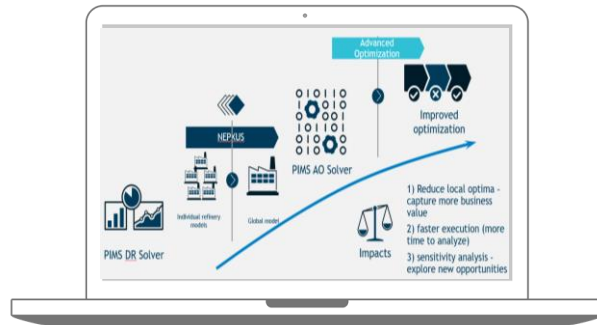 Advanced
Optimization
NEPXUS
Improved
optimization
PIMS AO Solver
Individual refinery
models
Global model
PIMS DR Solver
Impacts
1) Reduce local optima -
capture more business
value
2) faster execution (more
time to analyze)
3) sensitivity analysis -
explore new opportunities